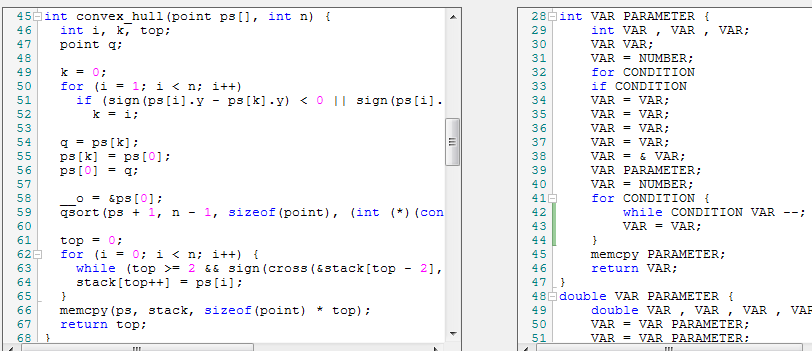 45 int convex_hull(point ps[], int n) {
46 int i, k, top;
47 point q;
48
49 k = 0;
50 for (i = 1; i < n; i++)
51 if (sign(ps[i].y - ps[k].y) < 0 || sign(ps[i].
52 k = i;
53
54 q = ps[k];
55 ps[k] = ps[0];
56 ps[0] = q;
57
58 __o = &ps[0];
59 qsort(ps + 1, n - 1, sizeof(point), (int (*)(con
60
61 top = 0;
62 for (i = 0; i < n; i++) {
63 while (top >= 2 && sign(cross(&stack[top - 2],
64 stack[top++] = ps[i];
65 }
66 memcpy(ps, stack, sizeof(point) * top);
67 return top;
68 }
28 int VAR PARAMETER {
29 int VAR , VAR , VAR;
30 VAR VAR;
31 VAR = NUMBER;
32 for CONDITION
33 if CONDITION
34 VAR = VAR;
35 VAR = VAR;
36 VAR = VAR;
37 VAR = VAR;
38 VAR = & VAR;
39 VAR PARAMETER;
40 VAR = NUMBER;
41 for CONDITION {
42 while CONDITION VAR --;
43 VAR = VAR;
44 }
45 memcpy PARAMETER;
46 return VAR;
47 }
48 double VAR PARAMETER {
49 double VAR , VAR , VAR , VAR
50 VAR = VAR PARAMETER;
51 VAR = VAR PARAMETER;